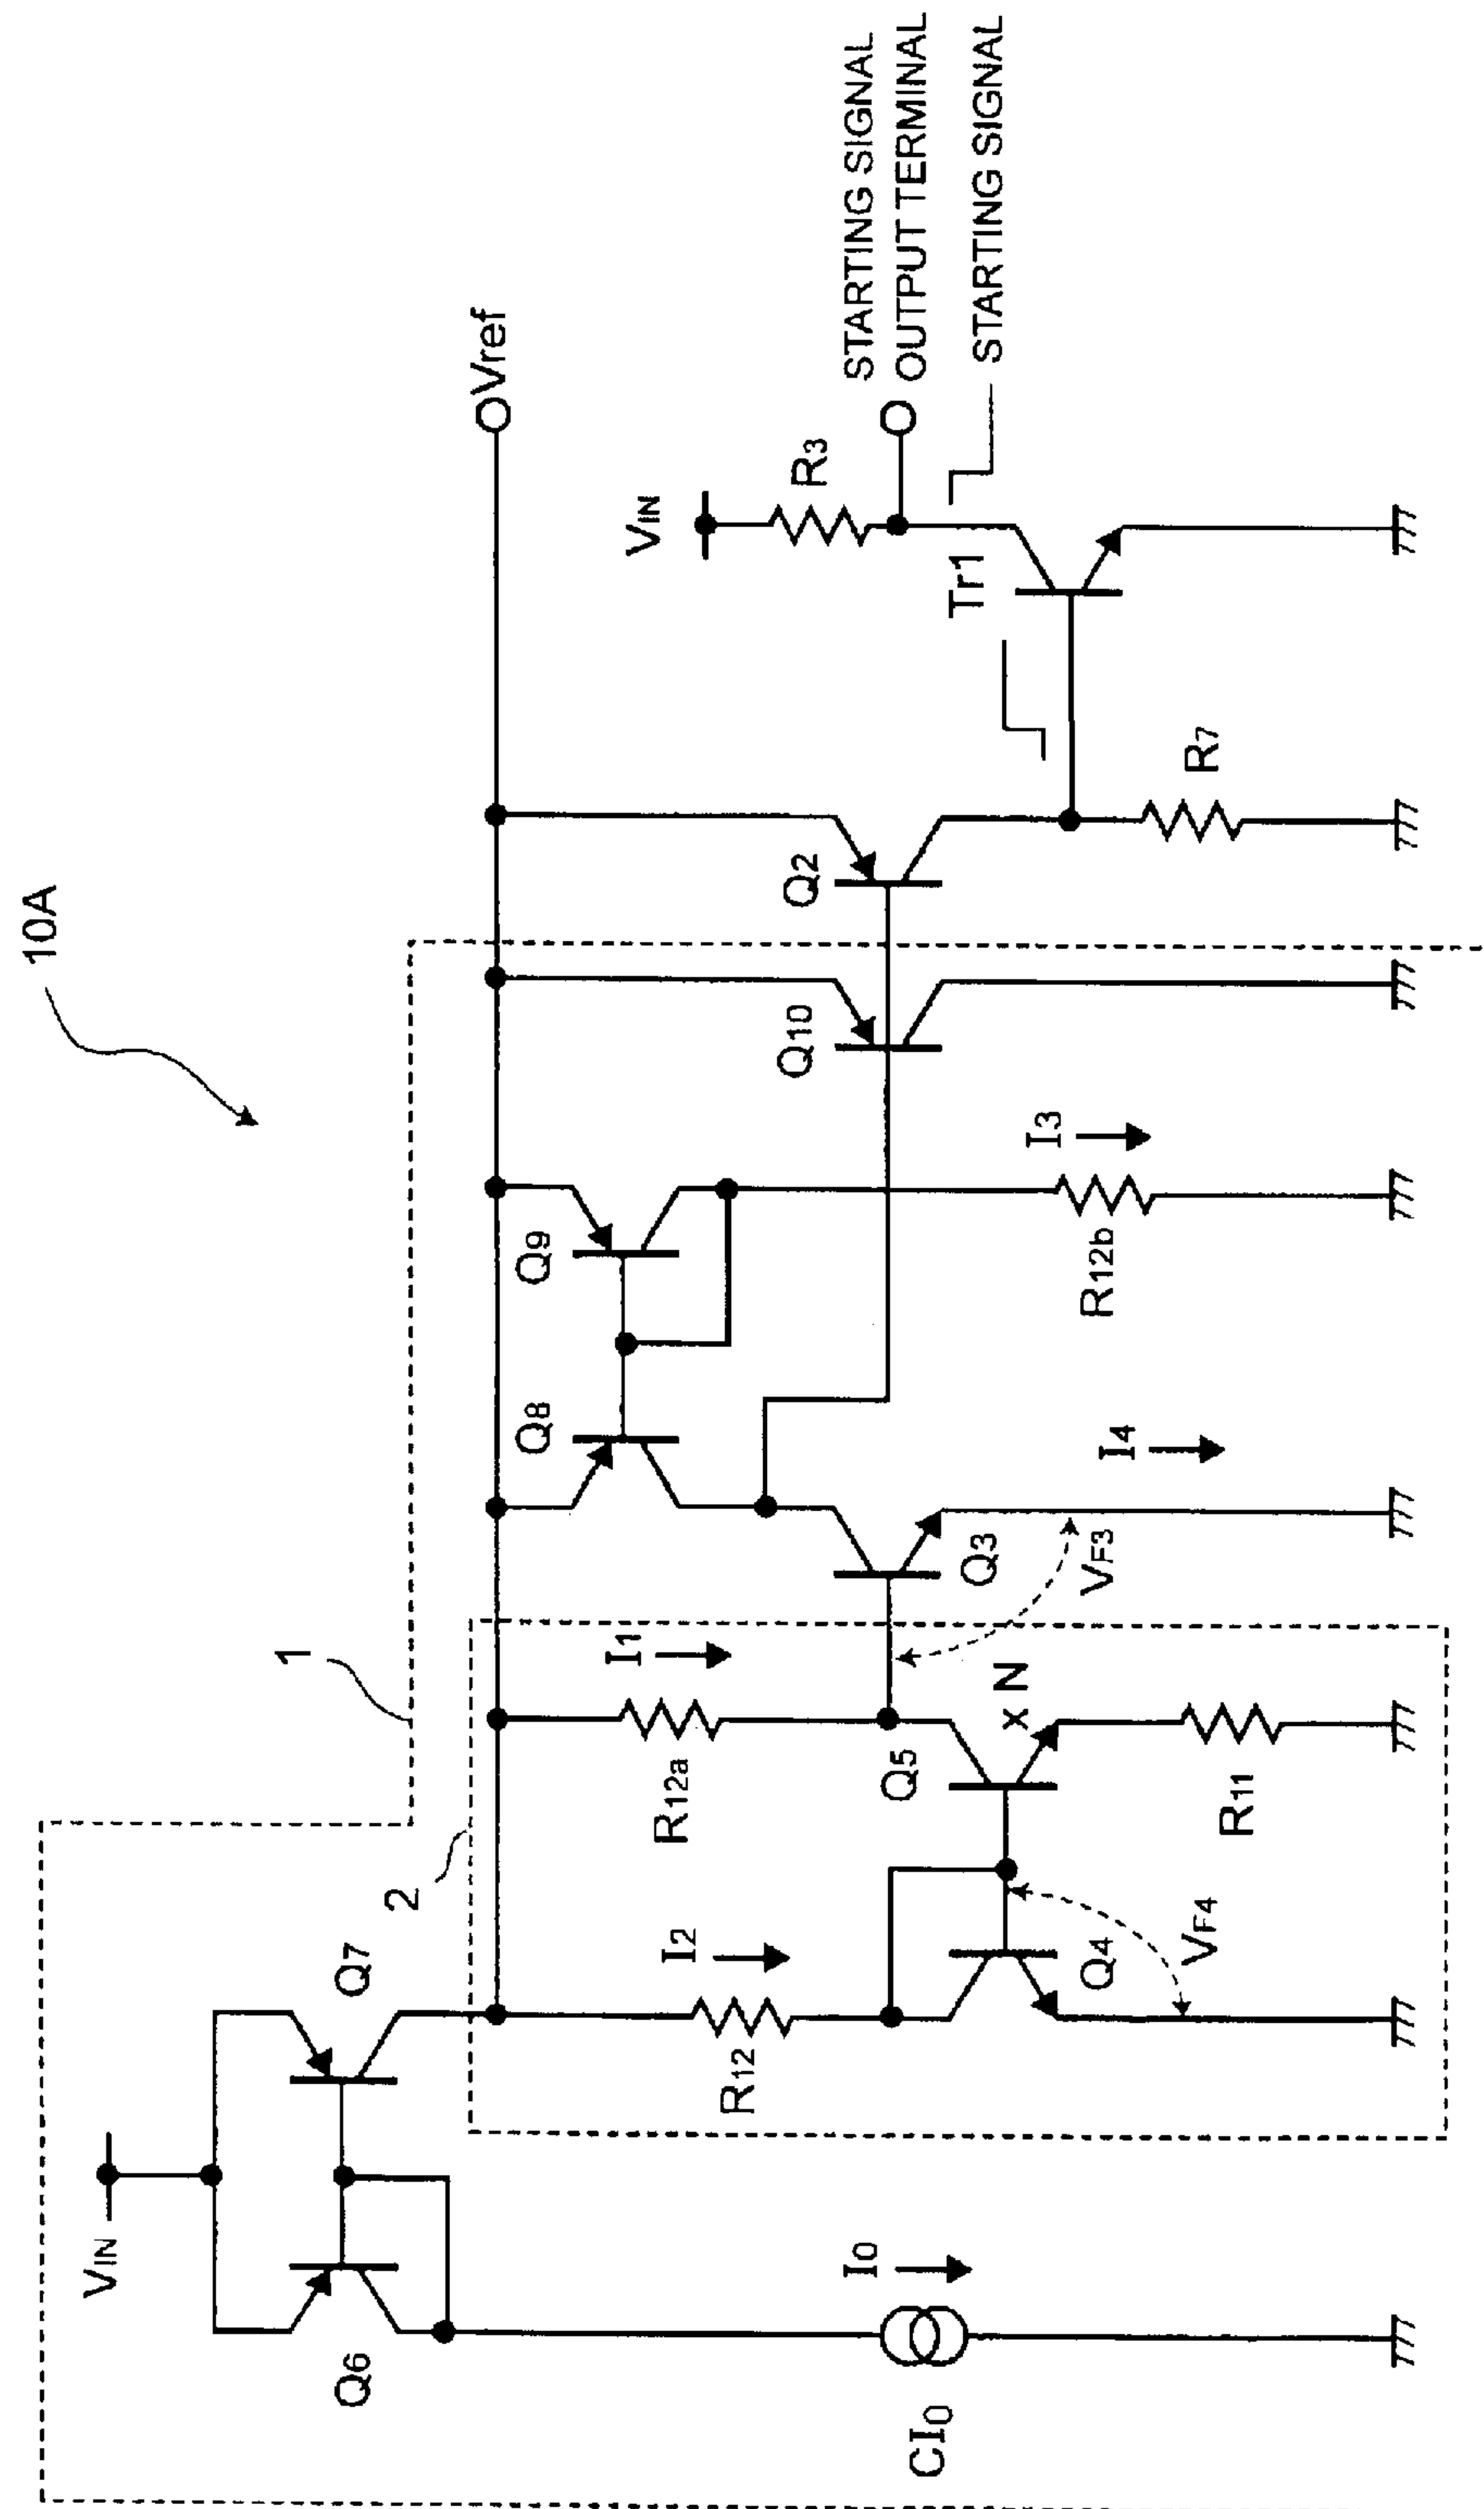 10A
1
VIN
Q6
Q7
CI0
I0
2
Vref
R12
I2
Q4
VF4
R12a
I1
Q5
x N
R11
Q3
VF3
I4
Q8
Q9
R12b
I3
Q10
Q2
R7
Tr1
VIN
R3
STARTING SIGNAL
OUTPUT TERMINAL
STARTING SIGNAL